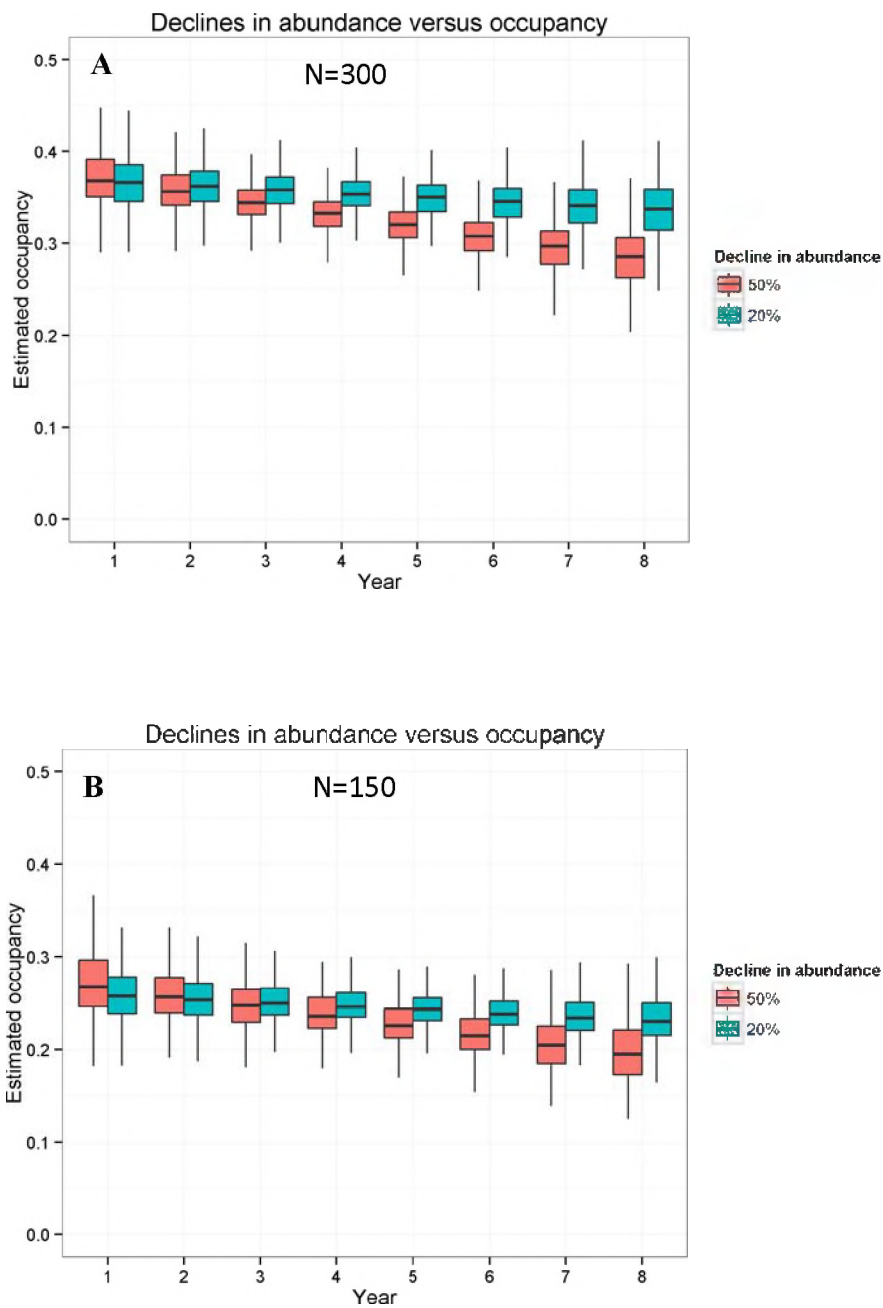 Declines in abundance versus occupancy
A
N=300
0.5
0.4
0.3
0.2
0.1
0.0
Estimated occupancy
1 2 3 4 5 6 7 8
Year
Decline in abundance
50%
20%
Declines in abundance versus occupancy
B
N=150
0.5
0.4
0.3
0.2
0.1
0.0
Estimated occupancy
1 2 3 4 5 6 7 8
Year
Decline in abundance
50%
20%